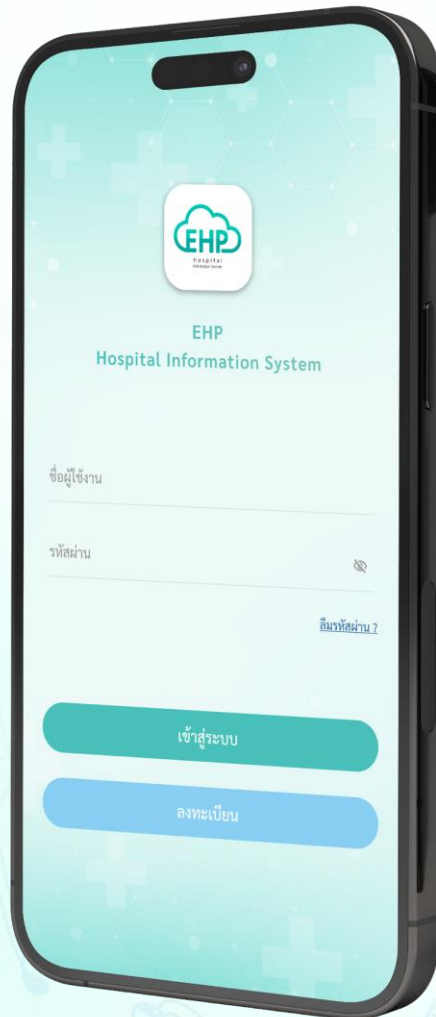 EHP
Hospital
Information System
EHP
Hospital Information System
ชื่อผู้ใช้งาน
รหัสผ่าน
ลืมรหัสผ่าน ?
เข้าสู่ระบบ
ลงทะเบียน